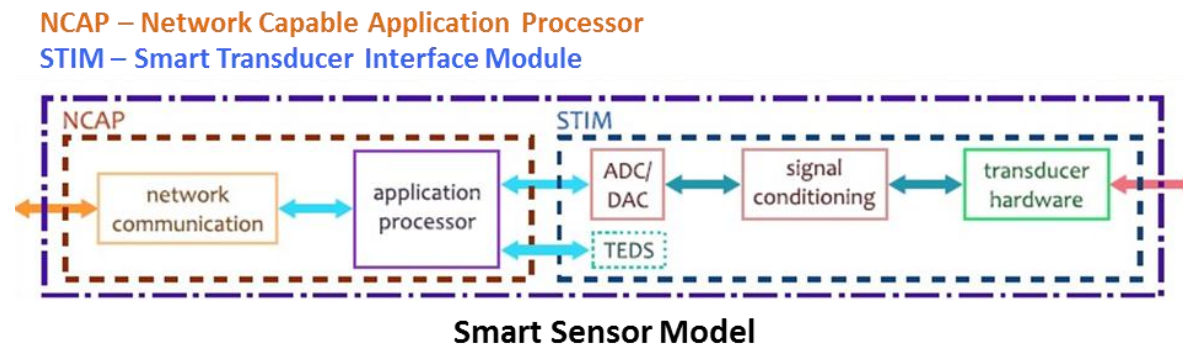 NCAP – Network Capable Application Processor
STIM – Smart Transducer Interface Module
NCAP
STIM
network
communication
application
processor
ADC/
DAC
signal
conditioning
transducer
hardware
TEDS
Smart Sensor Model